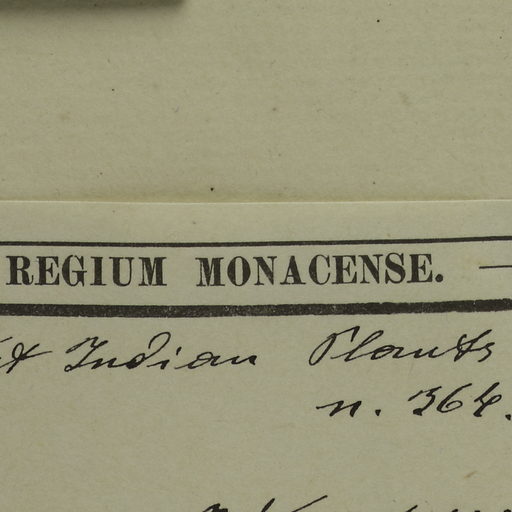 REGIUM MONACENSE. —
Indian Plants
n. 364.